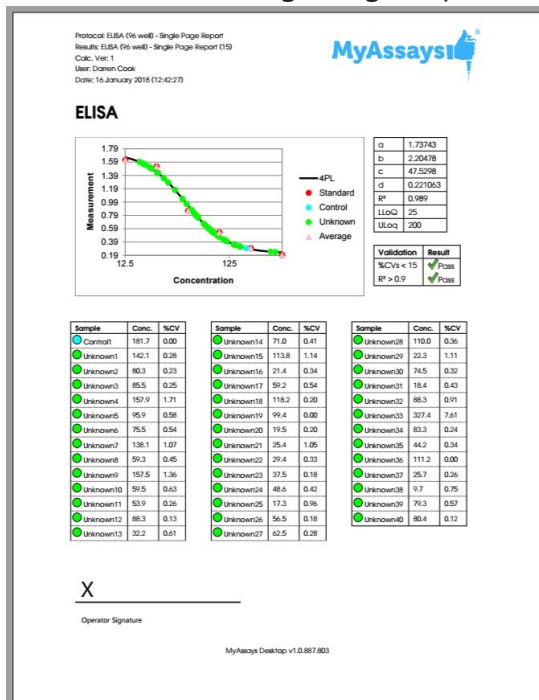 Protocol: ELISA (96 well) - Single Page Report
Results: ELISA (96 well) - Single Page Report (15)
Calc. Ver: 1
User: Darren Cook
Date: 16 January 2018 (12:42:27)
MyAssays
ELISA
1.79
1.59
1.39
1.19
0.99
0.79
0.59
0.39
0.19
Measurement
12.5 125
Concentration
4PL
Standard
Control
Unknown
Average
a 1.73743
b 2.20478
c 47.5298
d 0.221063
R² 0.989
LLoQ 25
ULoq 200
Validation Result
%CVs < 15 Pass
R² > 0.9 Pass
Sample Conc. %CV
Control1 181.7 0.00
Unknown1 142.1 0.28
Unknown2 80.3 0.23
Unknown3 85.5 0.25
Unknown4 157.9 1.71
Unknown5 95.9 0.58
Unknown6 75.5 0.54
Unknown7 138.1 1.07
Unknown8 59.3 0.45
Unknown9 157.5 1.36
Unknown10 59.5 0.63
Unknown11 53.9 0.26
Unknown12 88.3 0.13
Unknown13 32.2 0.61
Sample Conc. %CV
Unknown14 71.0 0.41
Unknown15 113.8 1.14
Unknown16 21.4 0.34
Unknown17 59.2 0.54
Unknown18 118.2 0.20
Unknown19 99.4 0.00
Unknown20 19.5 0.20
Unknown21 25.4 1.05
Unknown22 29.4 0.33
Unknown23 37.5 0.18
Unknown24 48.6 0.42
Unknown25 17.3 0.96
Unknown26 56.5 0.18
Unknown27 62.5 0.28
Sample Conc. %CV
Unknown28 110.0 0.36
Unknown29 22.3 1.11
Unknown30 74.5 0.32
Unknown31 18.4 0.43
Unknown32 88.3 0.91
Unknown33 327.4 7.61
Unknown34 83.3 0.24
Unknown35 44.2 0.34
Unknown36 111.2 0.00
Unknown37 25.7 0.26
Unknown38 9.7 0.75
Unknown39 79.3 0.57
Unknown40 80.4 0.12
X
Operator Signature
MyAssays Desktop v1.0.887.803